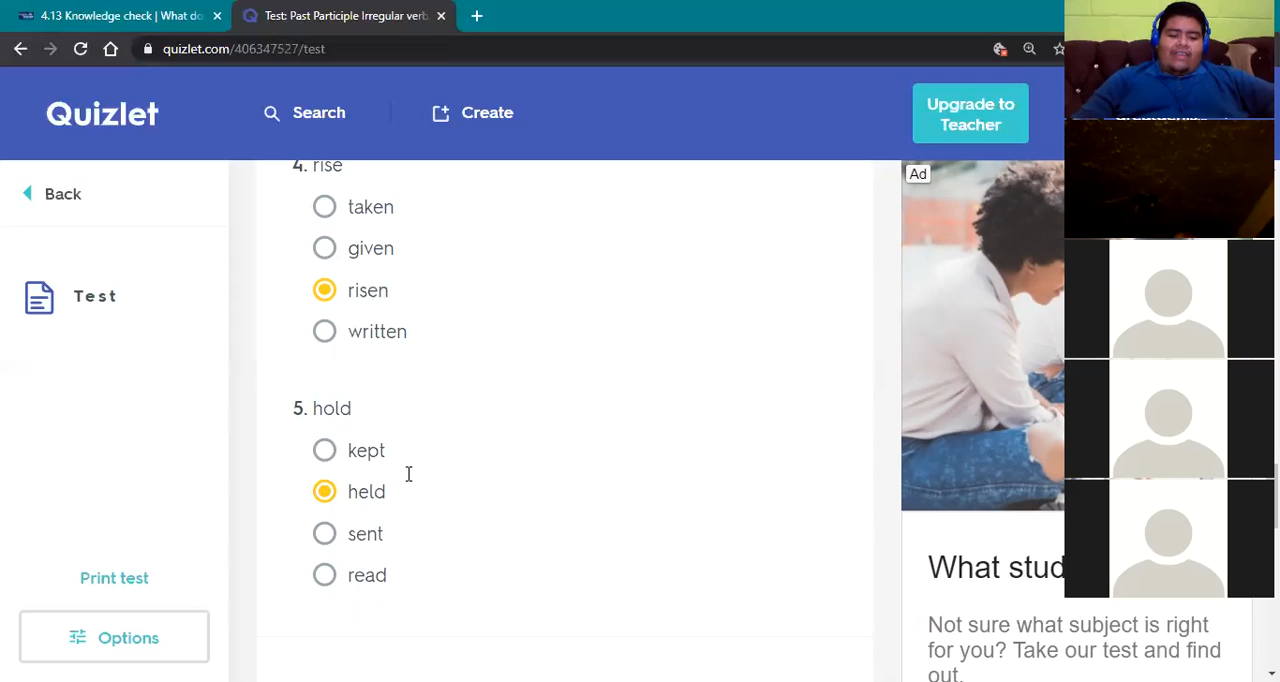 4.13 Knowledge check | What do
Test: Past Participle Irregular verb
quizlet.com/406347527/test
Quizlet
Search
Create
Upgrade to
Teacher
Back
Test
Print test
Options
4. rise
taken
given
risen
written
5. hold
kept
held
sent
read
Ad
What stud
Not sure what subject is right
for you? Take our test and find
out.